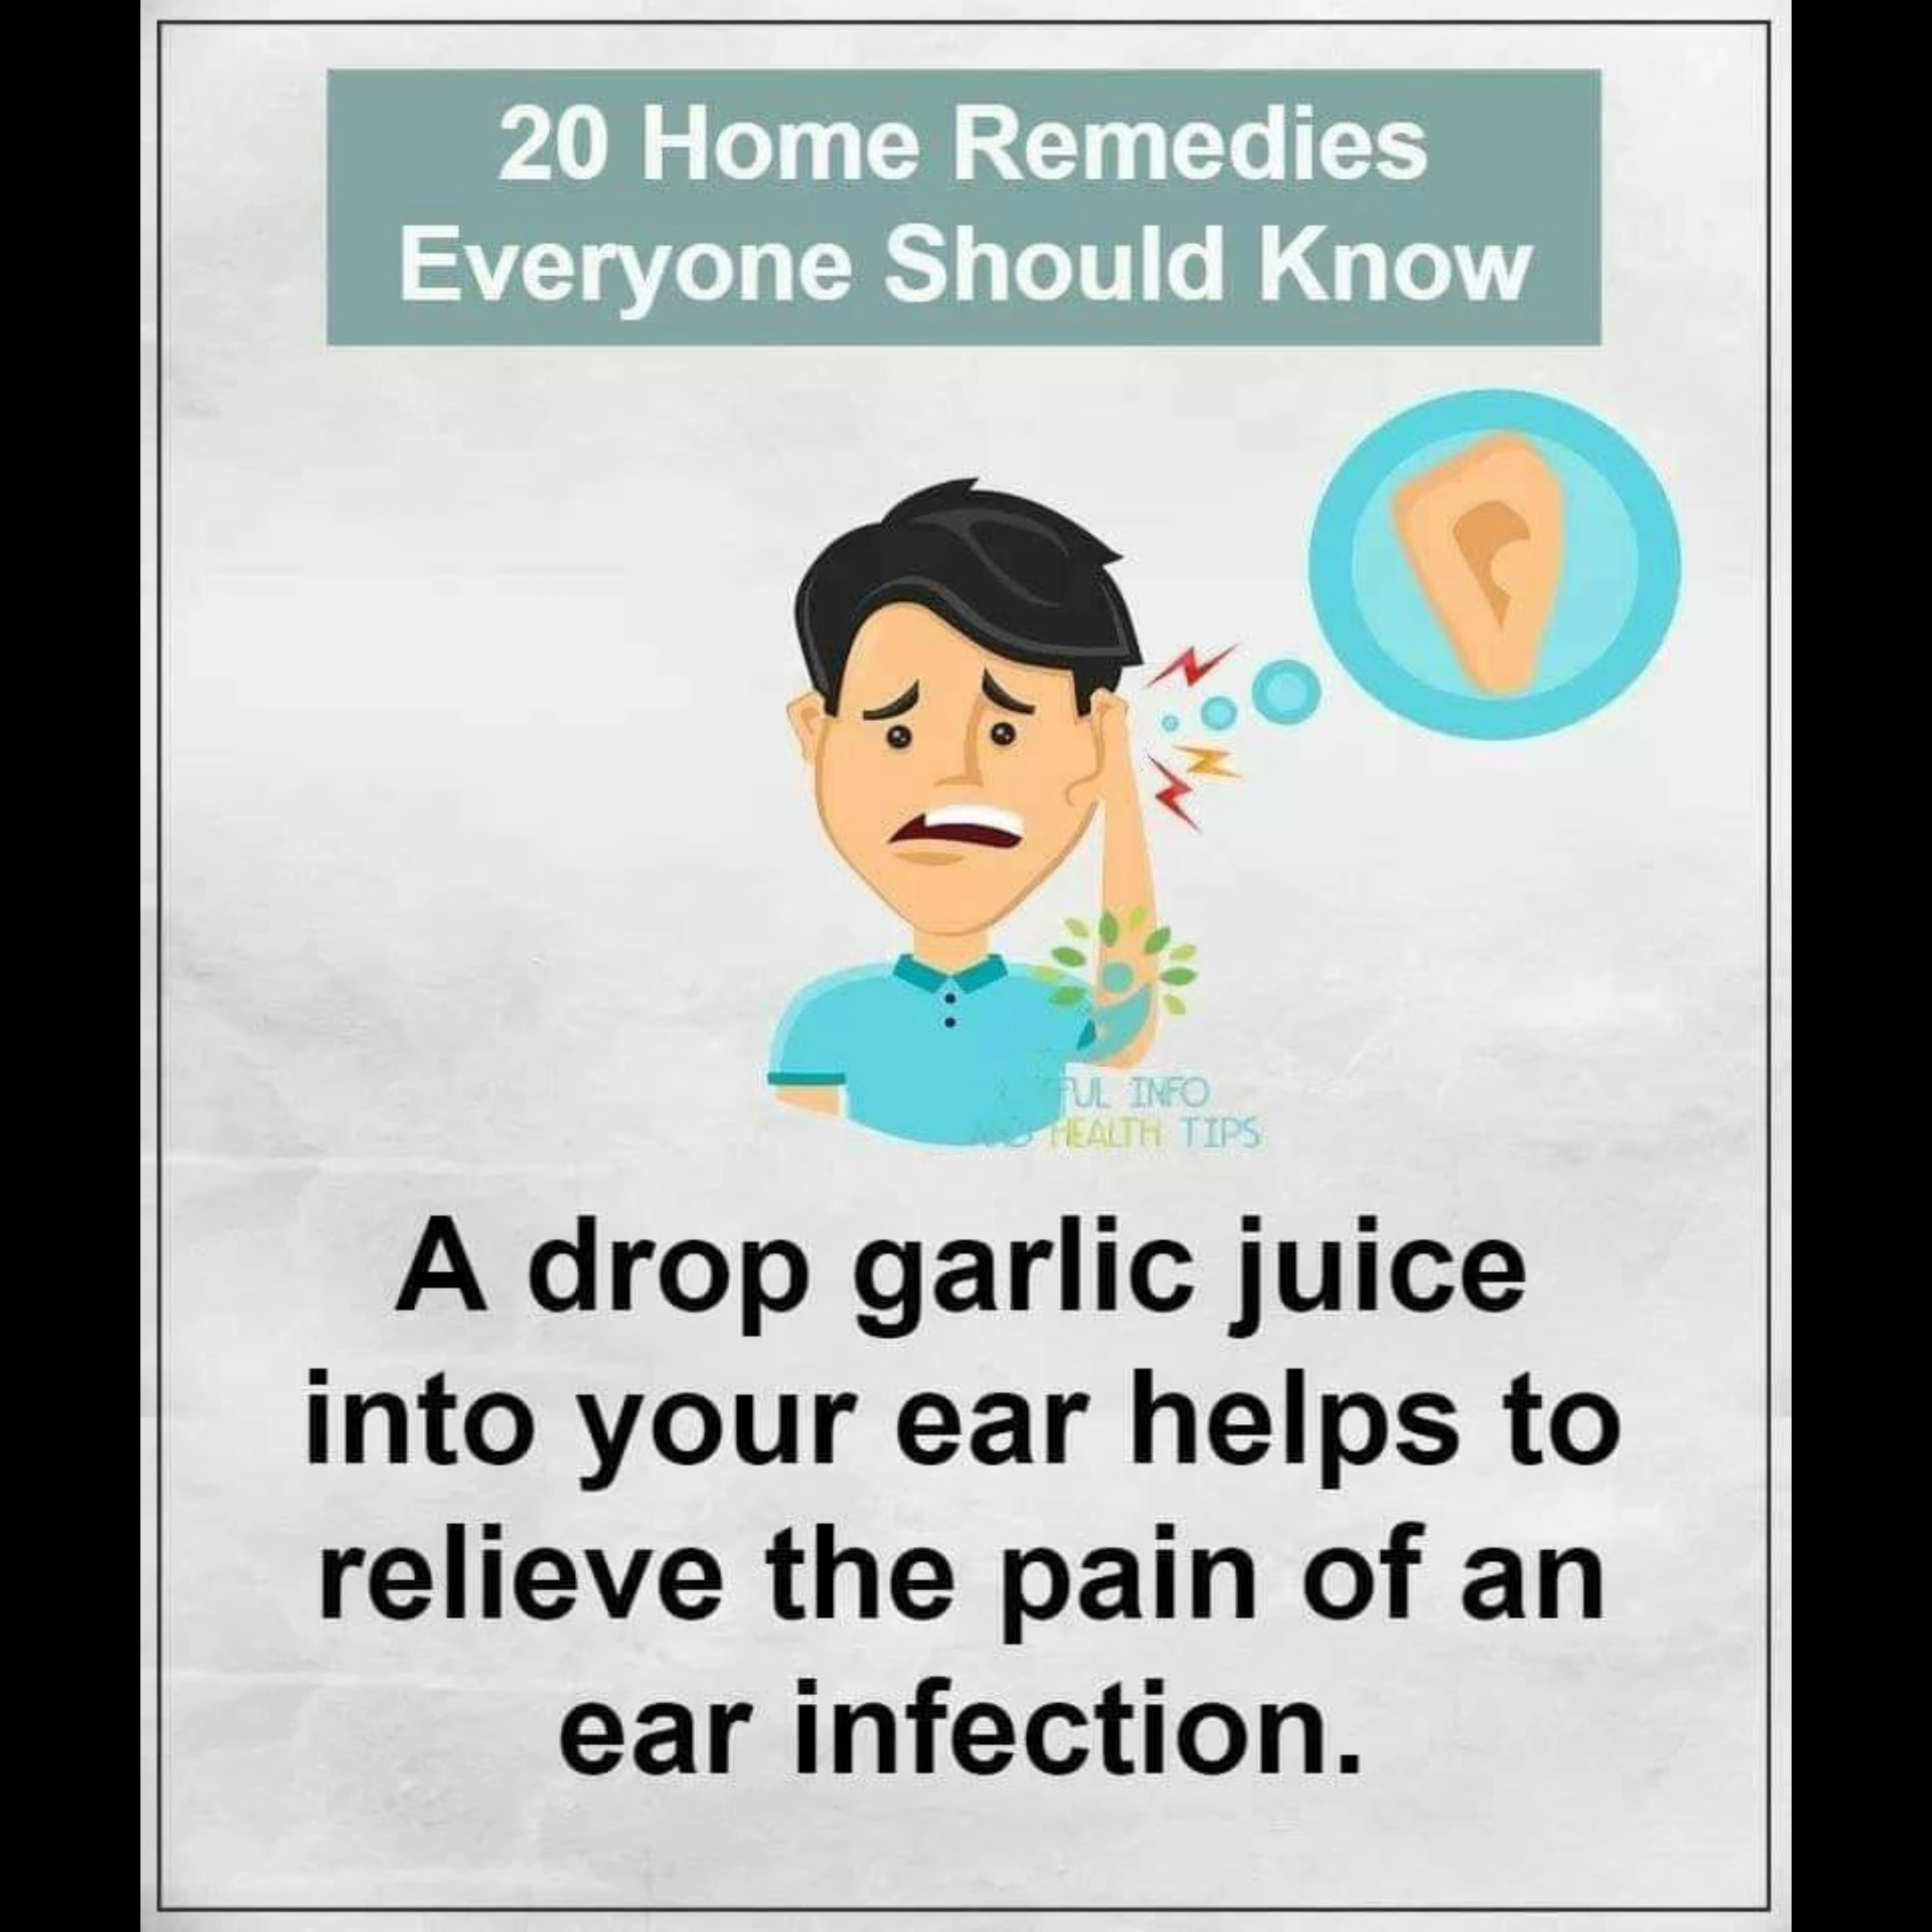 20 Home Remedies
Everyone Should Know
INFO
HEALTH TIPS
A drop garlic juice
into your ear helps to
relieve the pain of an
ear infection.